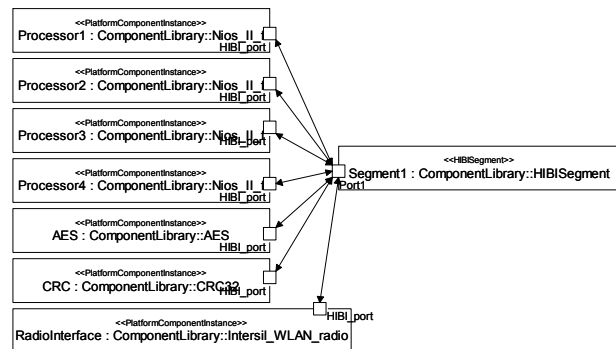 <<PlatformComponentInstance>>
Processor1 : ComponentLibrary::Nios_II_f
HIBI_port
<<PlatformComponentInstance>>
Processor2 : ComponentLibrary::Nios_II_f
HIBI_port
<<PlatformComponentInstance>>
Processor3 : ComponentLibrary::Nios_II_f
HIBI_port
<<HIBISegment>>
Segment1 : ComponentLibrary::HIBISegment
Port1
<<PlatformComponentInstance>>
Processor4 : ComponentLibrary::Nios_II_f
HIBI_port
<<PlatformComponentInstance>>
AES : ComponentLibrary::AES
HIBI_port
<<PlatformComponentInstance>>
CRC : ComponentLibrary::CRC32
HIBI_port
HIBI_port
<<PlatformComponentInstance>>
RadioInterface : ComponentLibrary::Intersil_WLAN_radio